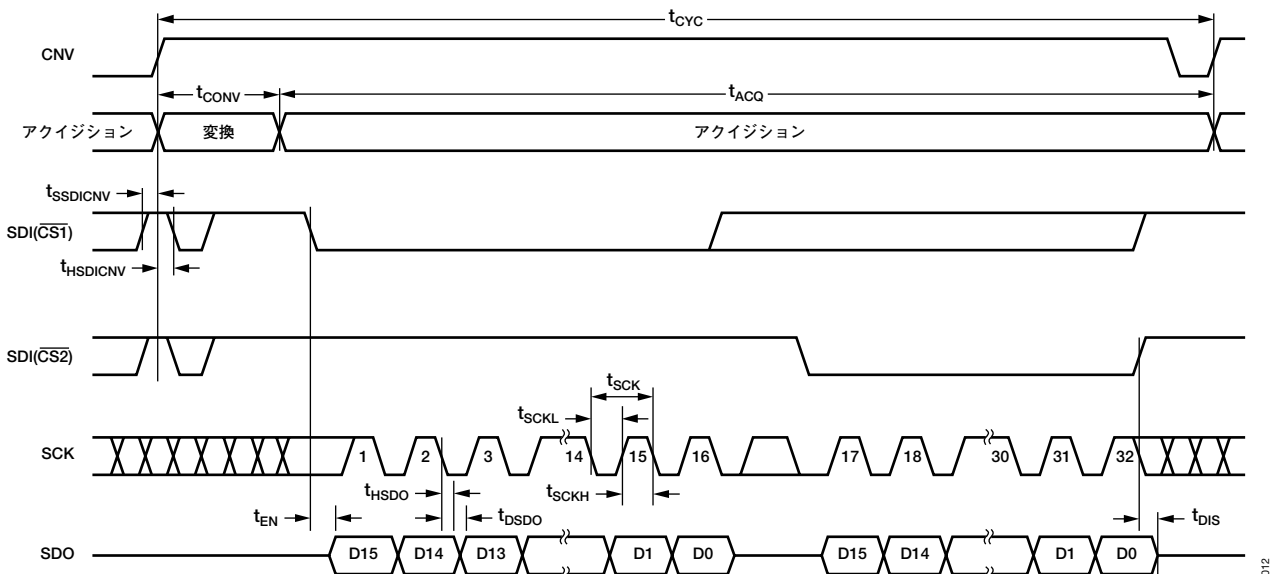 tCYC
CNV
tCONV
tACQ
アクイジション 変換 アクイジション
tSSDICNV
SDI(CS1)
tHSDICNV
SDI(CS2)
tSCK
tSCKL
SCK 1 2 3 14 15 16 17 18 30 31 32
tHSDO
tSCKH
tEN
tDSDO
tDIS
SDO D15 D14 D13 D1 D0 D15 D14 D1 D0
012